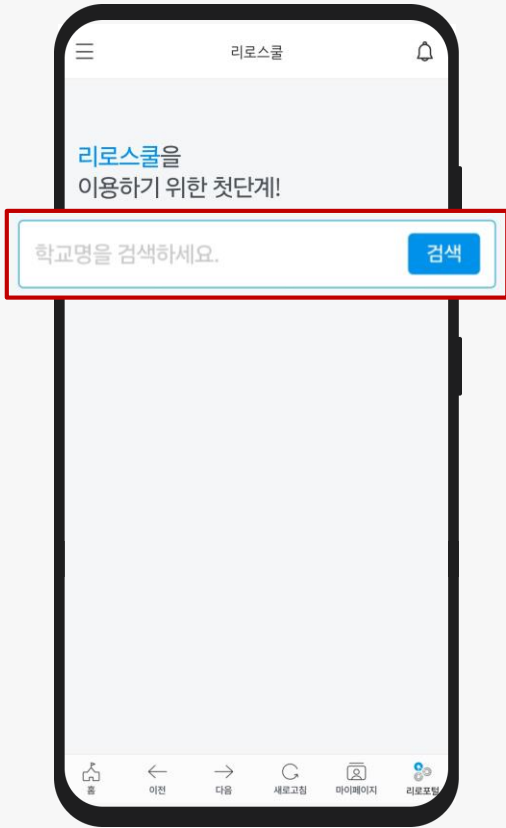 리로스쿨
리로스쿨을
이용하기 위한 첫단계!
학교명을 검색하세요. 검색
홈 이전 다음 새로고침 마이페이지 리로포털